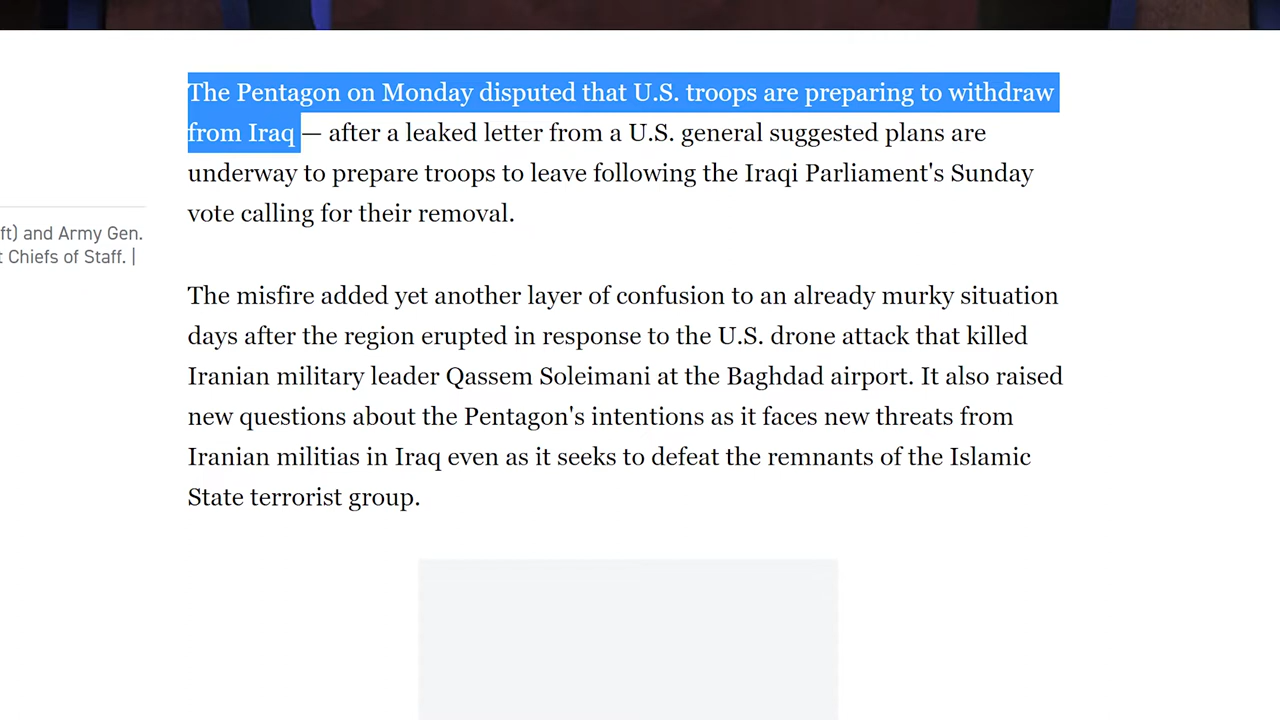 The Pentagon on Monday disputed that U.S. troops are preparing to withdraw
from Iraq — after a leaked letter from a U.S. general suggested plans are
underway to prepare troops to leave following the Iraqi Parliament's Sunday
vote calling for their removal.
ft) and Army Gen.
t Chiefs of Staff. |
The misfire added yet another layer of confusion to an already murky situation
days after the region erupted in response to the U.S. drone attack that killed
Iranian military leader Qassem Soleimani at the Baghdad airport. It also raised
new questions about the Pentagon's intentions as it faces new threats from
Iranian militias in Iraq even as it seeks to defeat the remnants of the Islamic
State terrorist group.